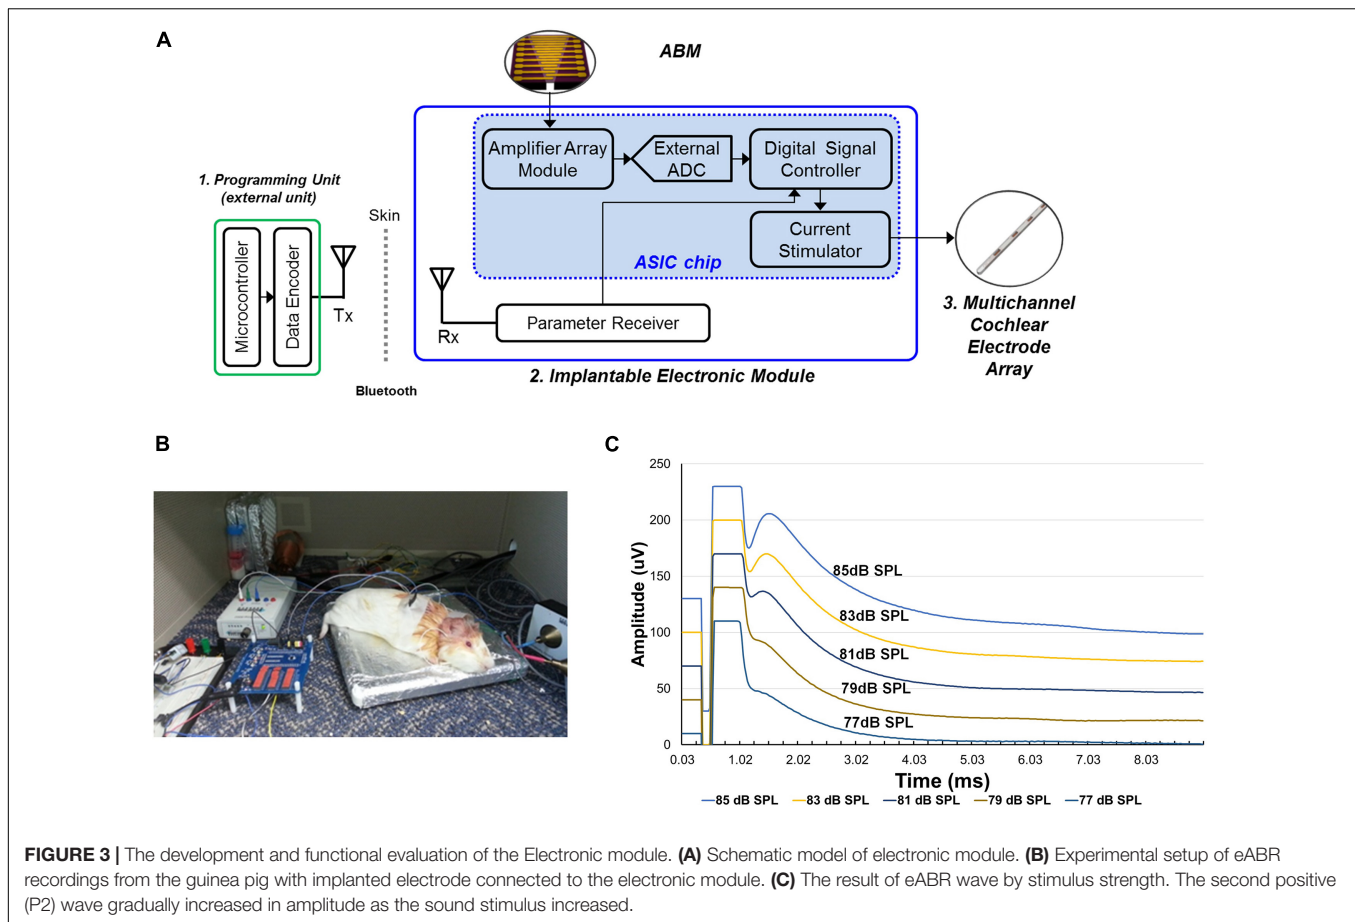 A
ABM
Amplifier Array
Module
External
ADC
Digital Signal
Controller
1. Programming Unit
(external unit)
Skin
Current
Stimulator
Microcontroller
Data Encoder
ASIC chip
Tx
Rx
Parameter Receiver
3. Multichannel
Cochlear
Electrode
Array
2. Implantable Electronic Module
Bluetooth
B
C
250
200
150
100
50
0
Amplitude (uV)
85dB SPL
83dB SPL
81dB SPL
79dB SPL
77dB SPL
0.03 1.02 2.02 3.02 4.03 5.03 6.03 7.03 8.03
Time (ms)
85 dB SPL 83 dB SPL 81 dB SPL 79 dB SPL 77 dB SPL
FIGURE 3 | The development and functional evaluation of the Electronic module. (A) Schematic model of electronic module. (B) Experimental setup of eABR
recordings from the guinea pig with implanted electrode connected to the electronic module. (C) The result of eABR wave by stimulus strength. The second positive
(P2) wave gradually increased in amplitude as the sound stimulus increased.